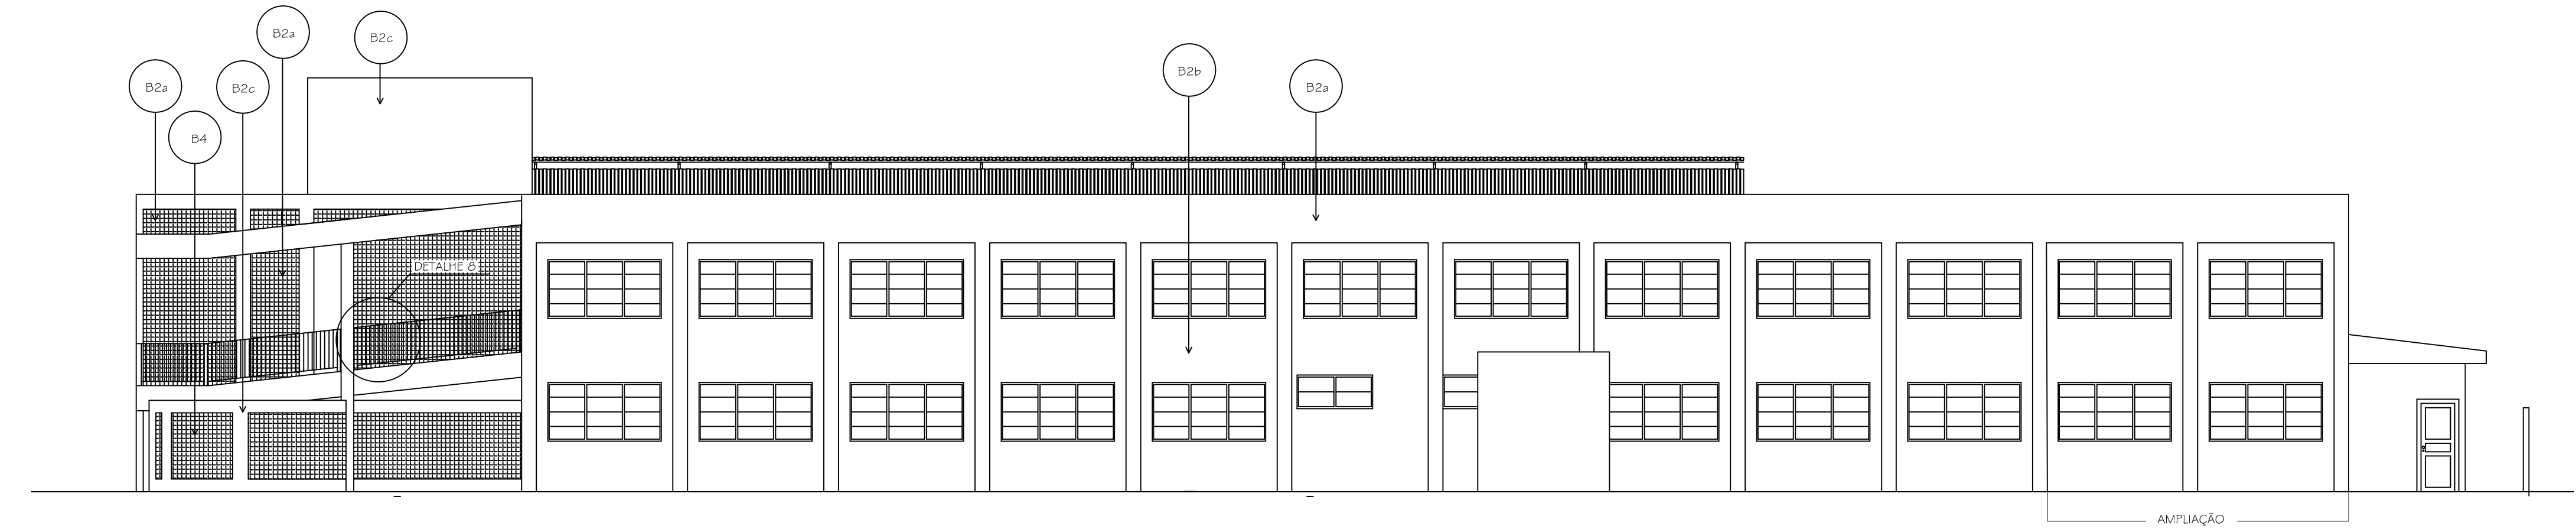 B2a
B4
B2c
B2a
B2c
B2b
B2a
DETALHE 8
AMPLIAÇÃO